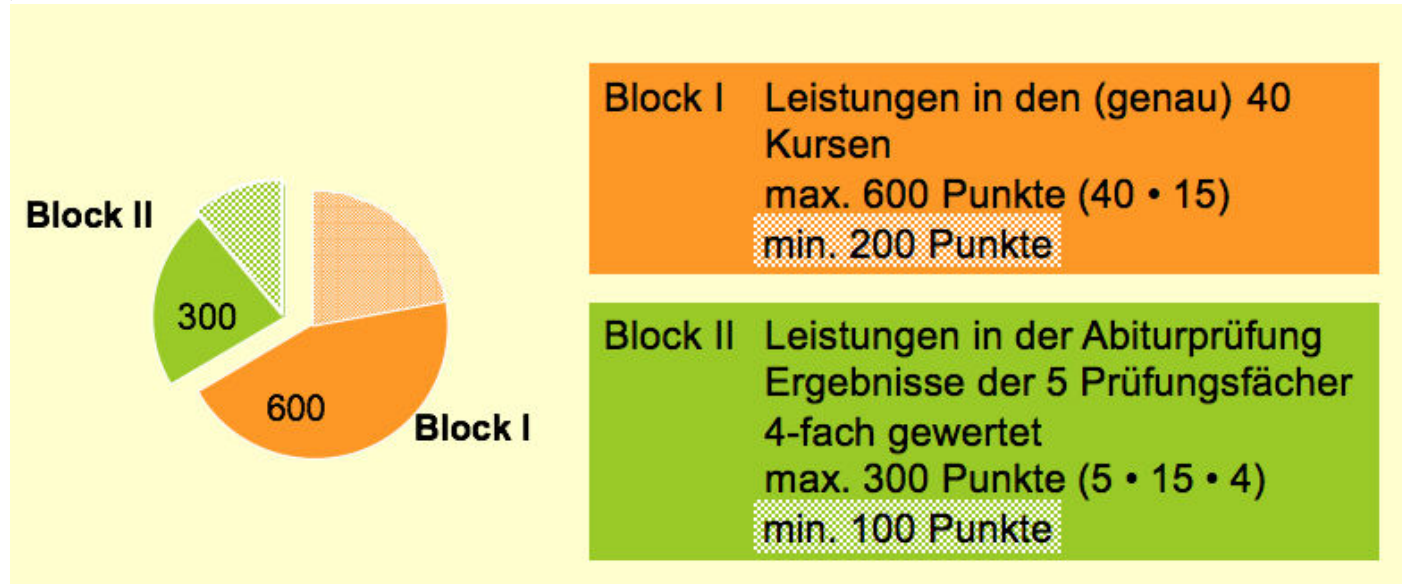 Block II
300
600
Block I
Block I Leistungen in den (genau) 40
Kursen
max. 600 Punkte (40 • 15)
min. 200 Punkte
Block II Leistungen in der Abiturprüfung
Ergebnisse der 5 Prüfungsfächer
4-fach gewertet
max. 300 Punkte (5 • 15 • 4)
min. 100 Punkte